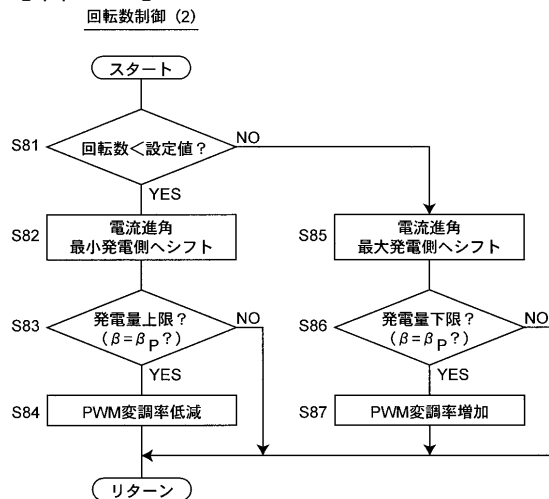 回転数制御 (2)
スタート
S81
回転数＜設定値？
NO
YES
S82
電流進角
最小発電側へシフト
S85
電流進角
最大発電側へシフト
S83
発電量上限？
（β＝βP？）
NO
YES
S86
発電量下限？
（β＝βP？）
NO
YES
S84
PWM変調率低減
S87
PWM変調率増加
リターン